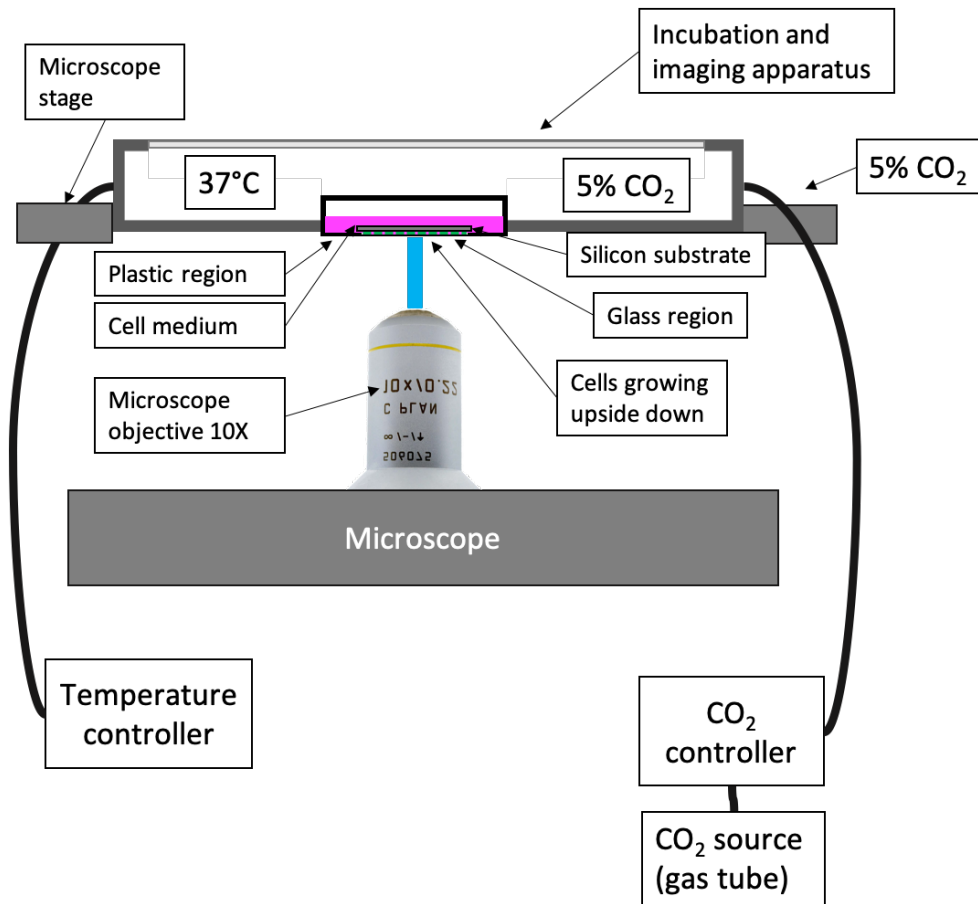 Incubation and
imaging apparatus
Microscope
stage
37°C
5% CO₂
5% CO₂
Plastic region
Silicon substrate
Cell medium
Glass region
Microscope
objective 10X
10X/0.22
C PLAN
∞/-/↑
506075
Cells growing
upside down
Microscope
Temperature
controller
CO₂
controller
CO₂ source
(gas tube)